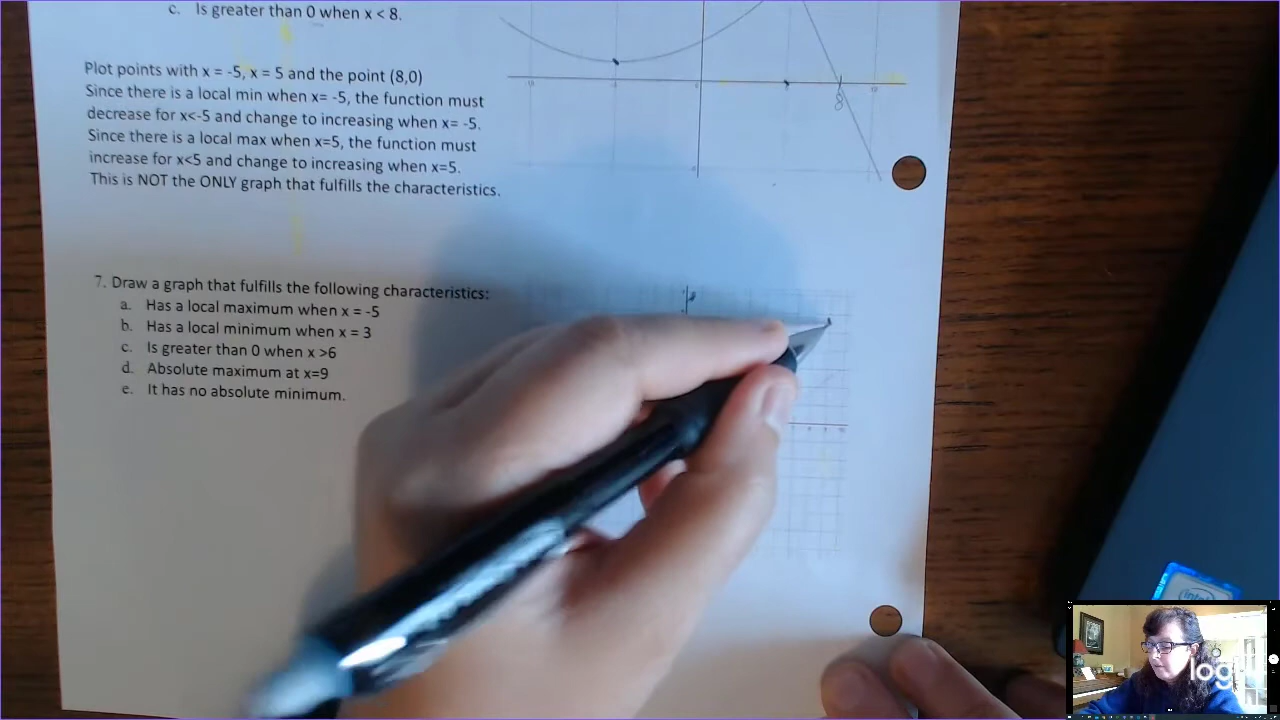 c. Is greater than 0 when x < 8.
Plot points with x = -5, x = 5 and the point (8,0)
Since there is a local min when x= -5, the function must
decrease for x<-5 and change to increasing when x= -5.
Since there is a local max when x=5, the function must
increase for x<5 and change to increasing when x=5.
This is NOT the ONLY graph that fulfills the characteristics.
8
7. Draw a graph that fulfills the following characteristics:
a. Has a local maximum when x = -5
b. Has a local minimum when x = 3
c. Is greater than 0 when x >6
d. Absolute maximum at x=9
e. It has no absolute minimum.
intel
log